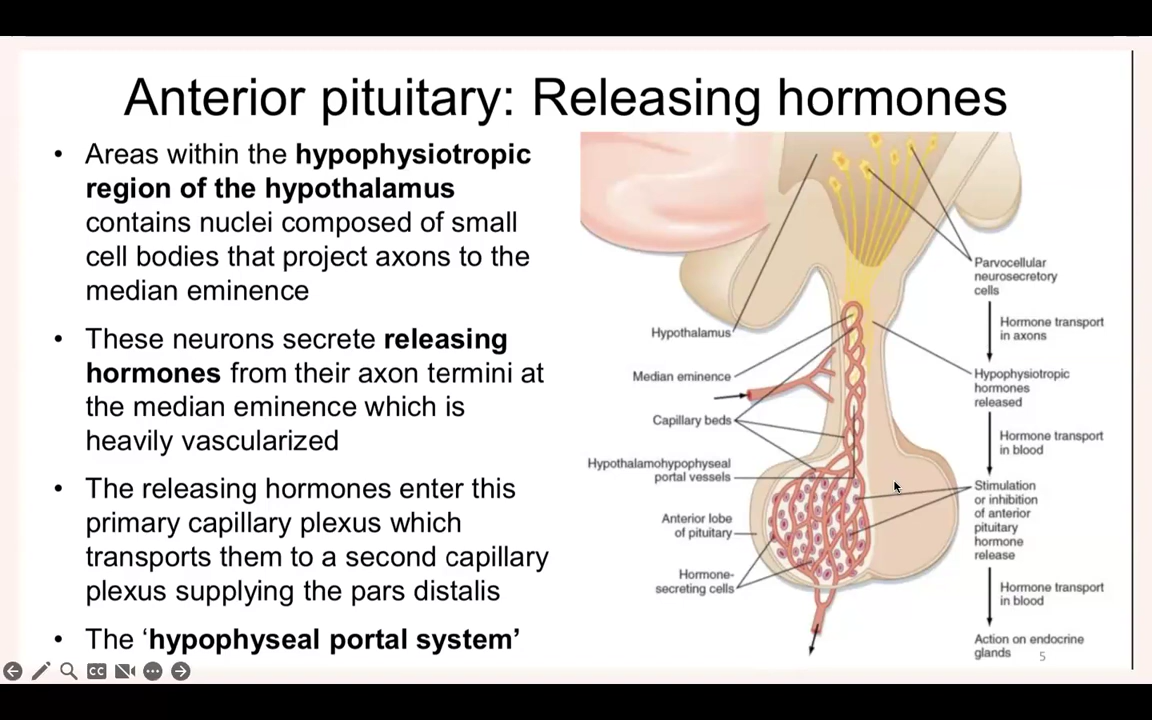 Anterior pituitary: Releasing hormones
• Areas within the hypophysiotropic
region of the hypothalamus
contains nuclei composed of small
cell bodies that project axons to the
median eminence
• These neurons secrete releasing
hormones from their axon termini at
the median eminence which is
heavily vascularized
• The releasing hormones enter this
primary capillary plexus which
transports them to a second capillary
plexus supplying the pars distalis
• The ‘hypophyseal portal system’
Hypothalamus
Median eminence
Capillary beds
Hypothalamohypophyseal
portal vessels
Anterior lobe
of pituitary
Hormone-
secreting cells
Parvocellular
neurosecretory
cells
Hormone transport
in axons
Hypophysiotropic
hormones
released
Hormone transport
in blood
Stimulation
or inhibition
of anterior
pituitary
hormone
release
Hormone transport
in blood
Action on endocrine
glands
5
CC